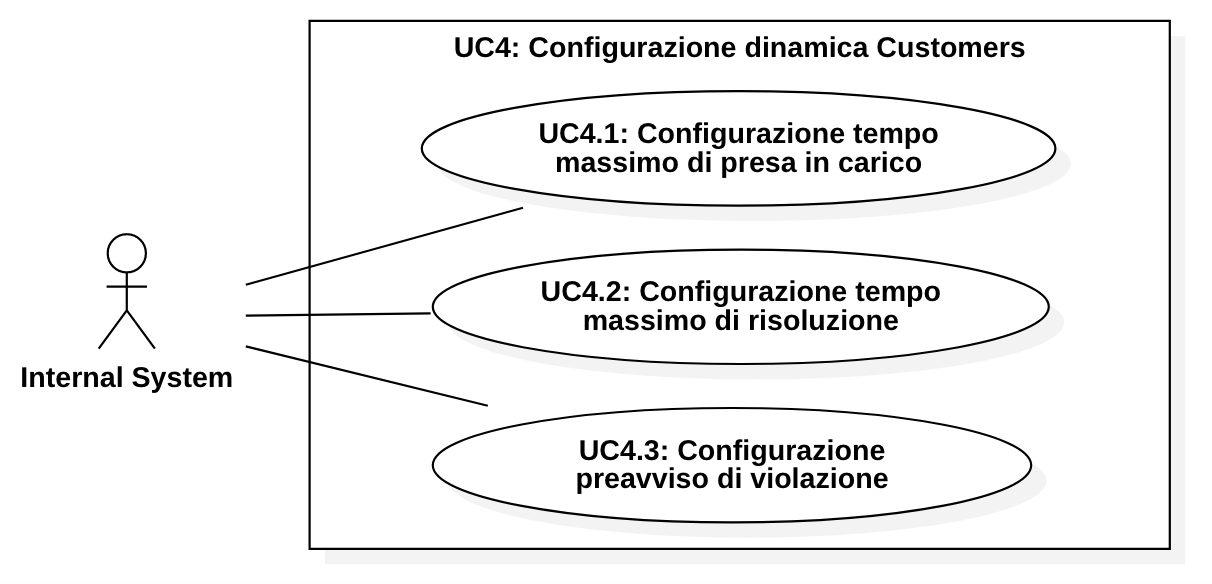 UC4: Configurazione dinamica Customers
UC4.1: Configurazione tempo
massimo di presa in carico
UC4.2: Configurazione tempo
massimo di risoluzione
Internal System
UC4.3: Configurazione
preavviso di violazione